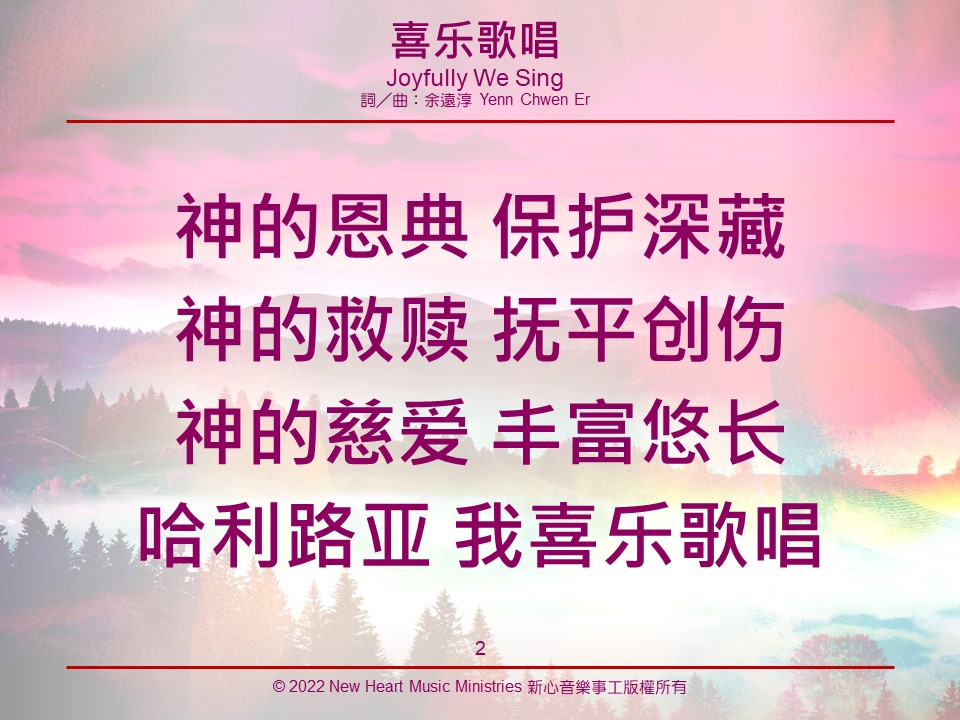 喜乐歌唱
Joyfully We Sing
詞／曲：余遠淳 Yenn Chwen Er
神的恩典 保护深藏
神的救赎 抚平创伤
神的慈爱 丰富悠长
哈利路亚 我喜乐歌唱
2
© 2022 New Heart Music Ministries 新心音樂事工版權所有